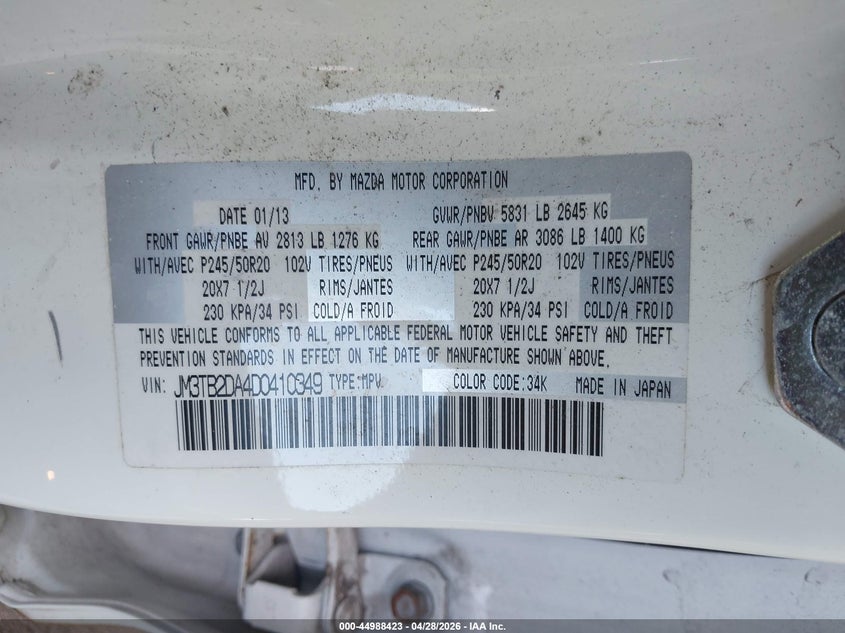 MFD. BY MAZDA MOTOR CORPORATION
DATE 01/13 GVWR/PNBV 5831 LB 2645 KG
FRONT GAWR/PNBE AV 2813 LB 1276 KG REAR GAWR/PNBE AR 3086 LB 1400 KG
WITH/AVEC P245/50R20 102V TIRES/PNEUS WITH/AVEC P245/50R20 102V TIRES/PNEUS
20X7 1/2J RIMS/JANTES 20X7 1/2J RIMS/JANTES
230 KPA/34 PSI COLD/A FROID 230 KPA/34 PSI COLD/A FROID
THIS VEHICLE CONFORMS TO ALL APPLICABLE FEDERAL MOTOR VEHICLE SAFETY AND THEFT
PREVENTION STANDARDS IN EFFECT ON THE DATE OF MANUFACTURE SHOWN ABOVE.
VIN: JM3TB2DA4D0410349 TYPE:MPV COLOR CODE:34K MADE IN JAPAN
000-44988423 - 04/28/2026 - IAA Inc.